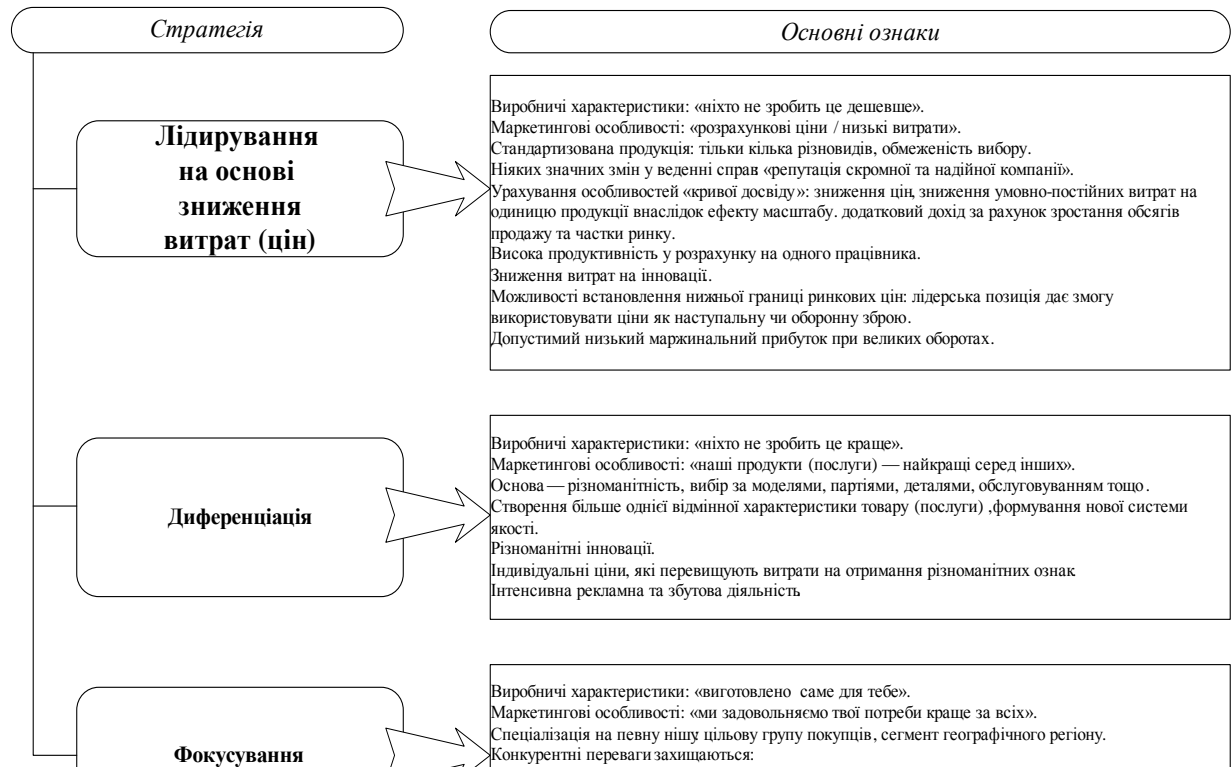 Стратегія
Основні ознаки
Лідирування
на основі
зниження
витрат (цін)
Виробничі характеристики: «ніхто не зробить це дешевше».
Маркетингові особливості: «розрахункові ціни / низькі витрати».
Стандартизована продукція: тільки кілька різновидів, обмеженість вибору.
Ніяких значних змін у веденні справ «репутація скромної та надійної компанії».
Урахування особливостей «кривої досвіду»: зниження цін, зниження умовно-постійних витрат на
одиницю продукції внаслідок ефекту масштабу. додатковий дохід за рахунок зростання обсягів
продажу та частки ринку.
Висока продуктивність у розрахунку на одного працівника.
Зниження витрат на інновації.
Можливості встановлення нижньої границі ринкових цін: лідерська позиція дає змогу
використовувати ціни як наступальну чи оборонну зброю.
Допустимий низький маржинальний прибуток при великих оборотах.
Диференціація
Виробничі характеристики: «ніхто не зробить це краще».
Маркетингові особливості: «наші продукти (послуги) — найкращі серед інших».
Основа — різноманітність, вибір за моделями, партіями, деталями, обслуговуванням тощо.
Створення більше однієї відмінної характеристики товару (послуги) ,формування нової системи
якості.
Різноманітні інновації.
Індивідуальні ціни, які перевищують витрати на отримання різноманітних ознак
Інтенсивна рекламна та збутова діяльність
Фокусування
Виробничі характеристики: «виготовлено саме для тебе».
Маркетингові особливості: «ми задовольняємо твої потреби краще за всіх».
Спеціалізація на певну нішу, цільову групу покупців, сегмент географічного регіону.
Конкурентні переваги захищаються: